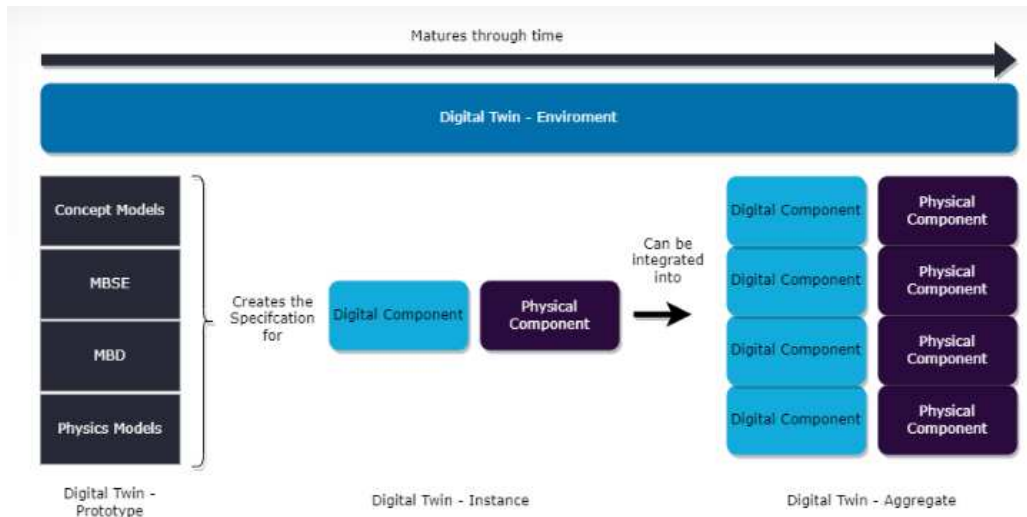 Matures through time
Digital Twin - Enviroment
Concept Models
MBSE
MBD
Physics Models
Digital Twin -
Prototype
Creates the
Specifcation
for
Digital Component
Physical
Component
Digital Twin - Instance
Can be
integrated
into
Digital Component
Physical
Component
Digital Component
Physical
Component
Digital Component
Physical
Component
Digital Component
Physical
Component
Digital Twin - Aggregate